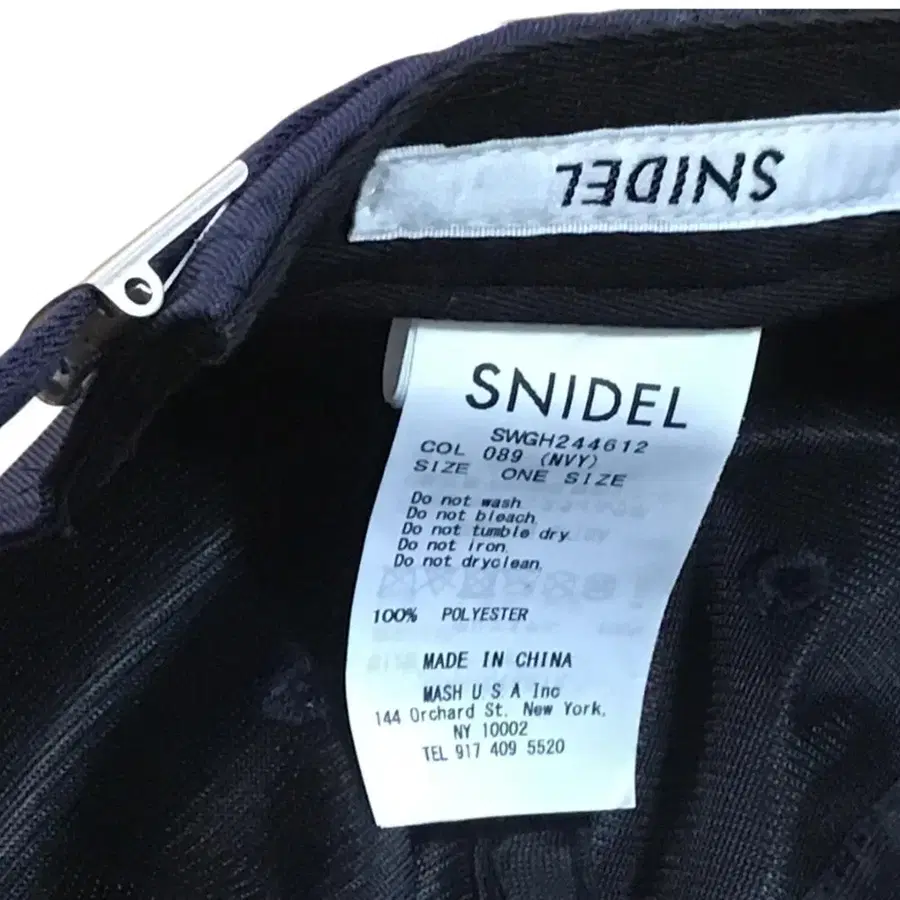 SNIDEL
SNIDEL
SWGH244612
COL 089 (NVY)
SIZE ONE SIZE
Do not wash.
Do not bleach.
Do not tumble dry.
Do not iron.
Do not dryclean.
100% POLYESTER
MADE IN CHINA
MASH U S A Inc
144 Orchard St. New York,
NY 10002
TEL 917 409 5520